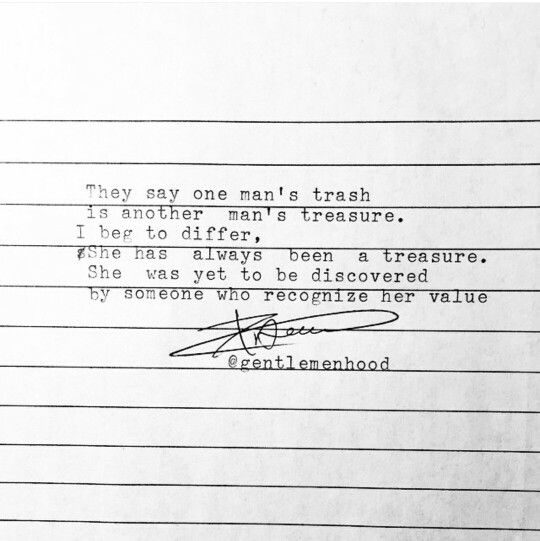 They say one man's trash
is another man's treasure.
I beg to differ,
She has always been a treasure.
She was yet to be discovered
by someone who recognize her value
@gentlemenhood